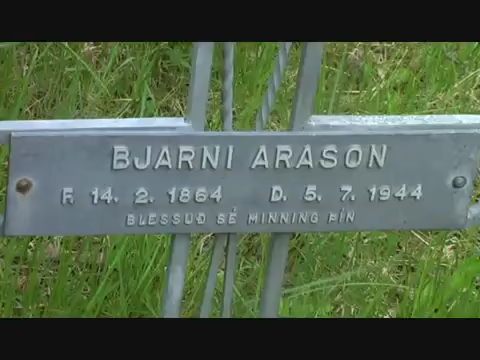 BJARNI ARASON
F. 14. 2. 1864 D. 5. 7. 1944
BLESSUÐ SÉ MINNING ÞÍN